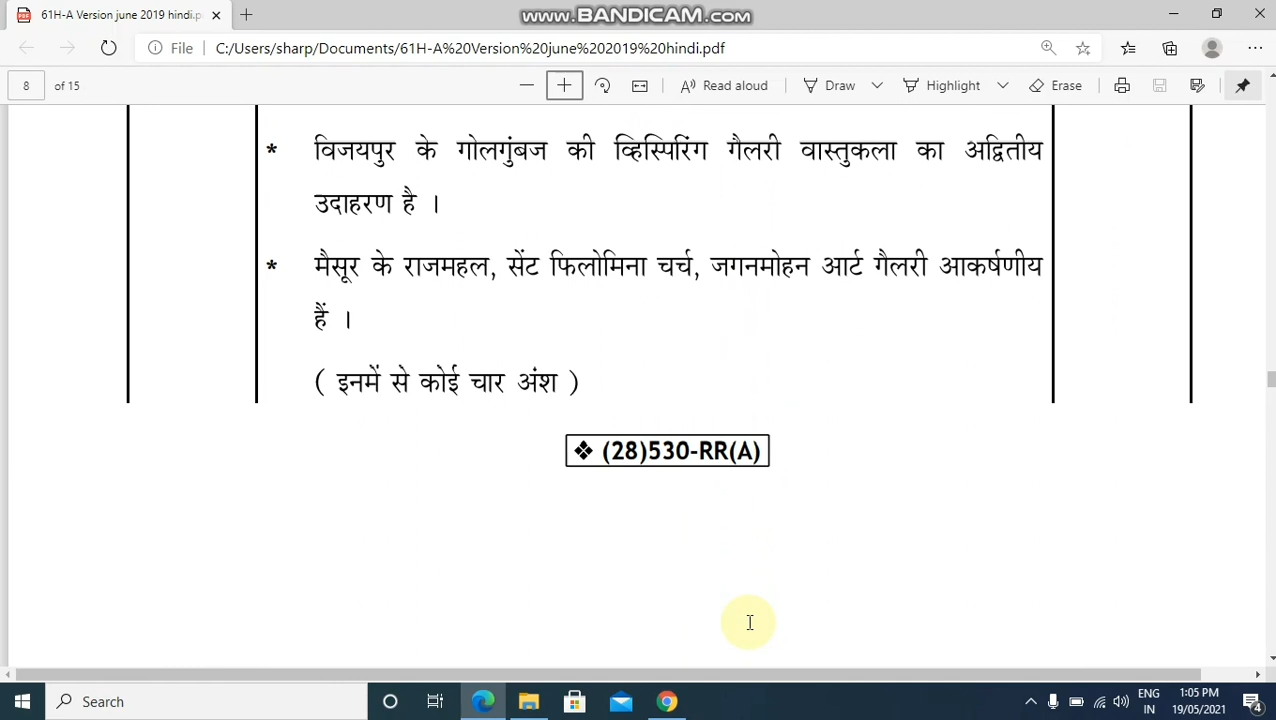 61H-A Version june 2019 hindi.p
www.BANDICAM.com
File
C:/Users/sharp/Documents/61H-A%20Version%20june%202019%20hindi.pdf
8 of 15
Read aloud
Draw
Highlight
Erase
* विजयपुर के गोलगुंबज की व्हिस्पिरिंग गैलरी वास्तुकला का अद्वितीय
उदाहरण है ।
* मैसूर के राजमहल, सेंट फिलोमिना चर्च, जगनमोहन आर्ट गैलरी आकर्षणीय
हैं ।
( इनमें से कोई चार अंश )
❖ (28)530-RR(A)
Search
ENG
IN
1:05 PM
19/05/2021
4